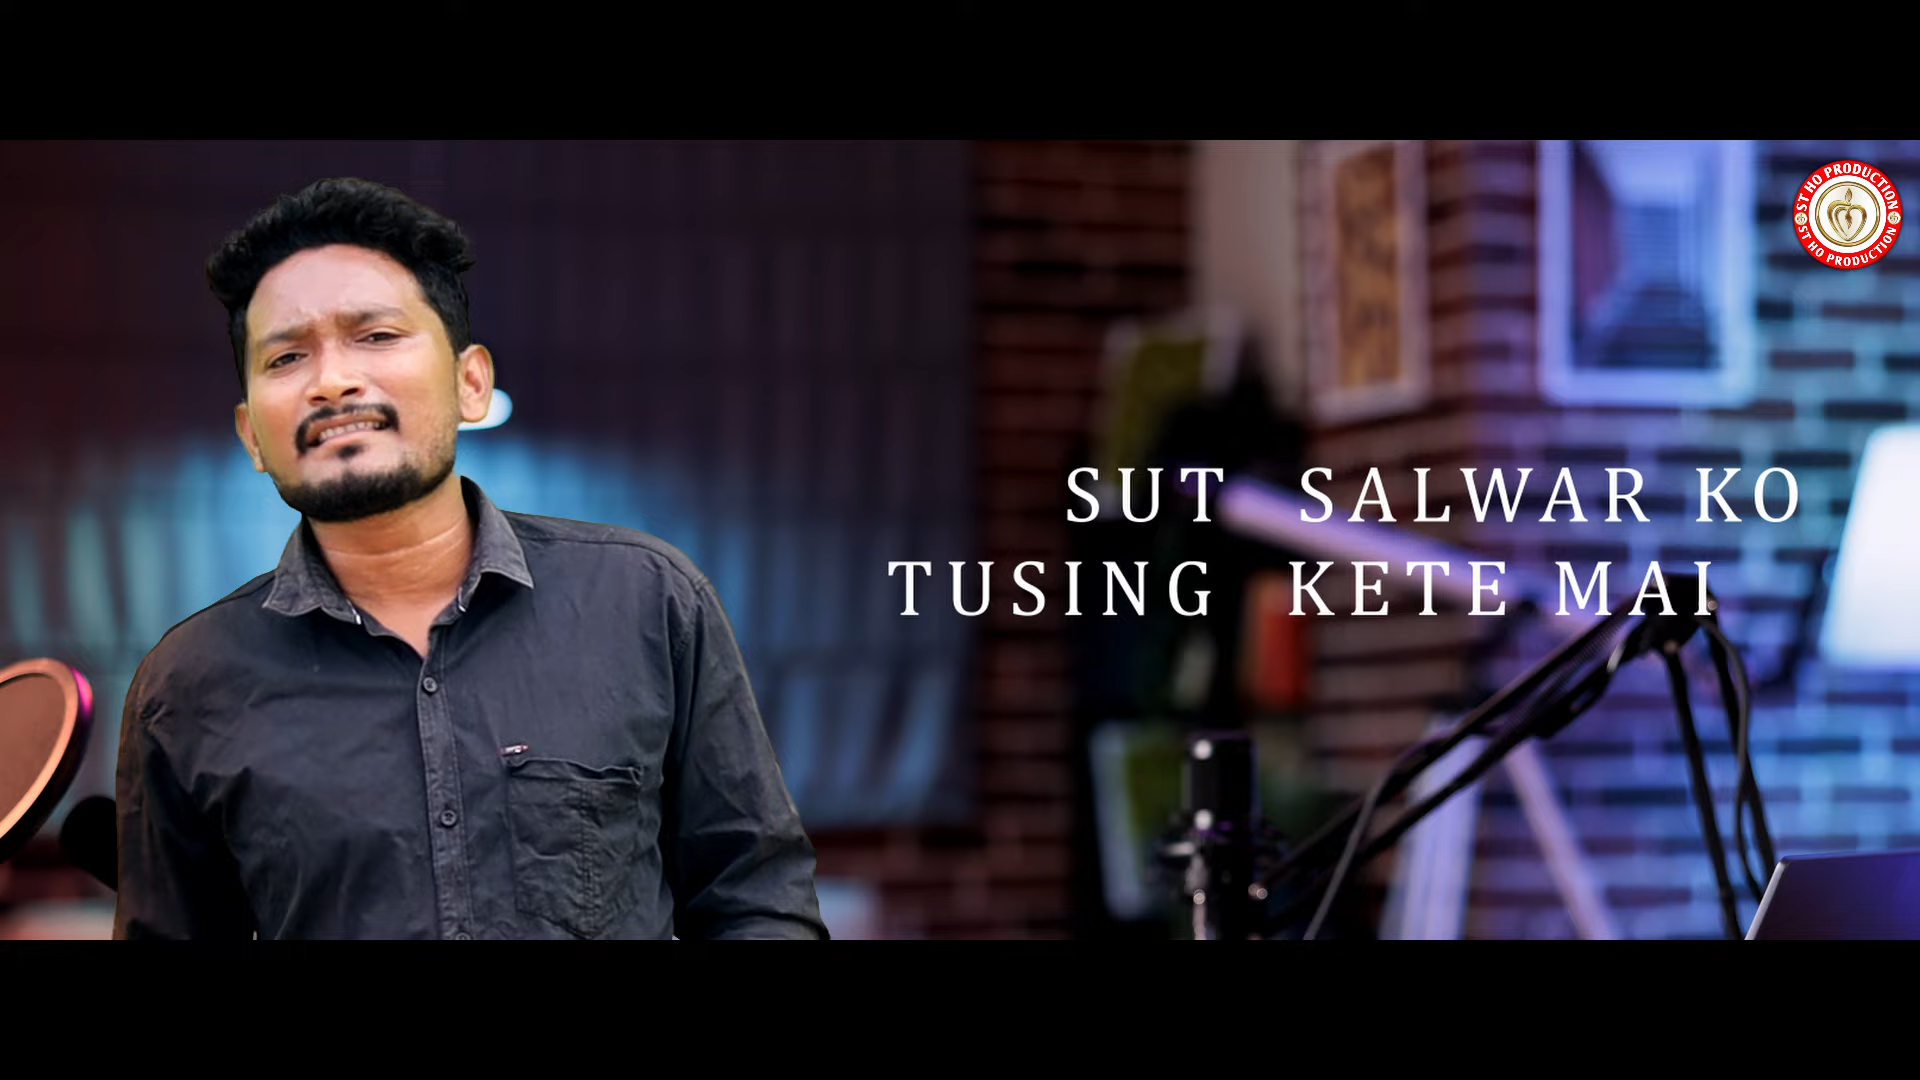 ST HO PRODUCTION
ST HO PRODUCTION
SUT SALWAR KO
TUSING KETE MAI